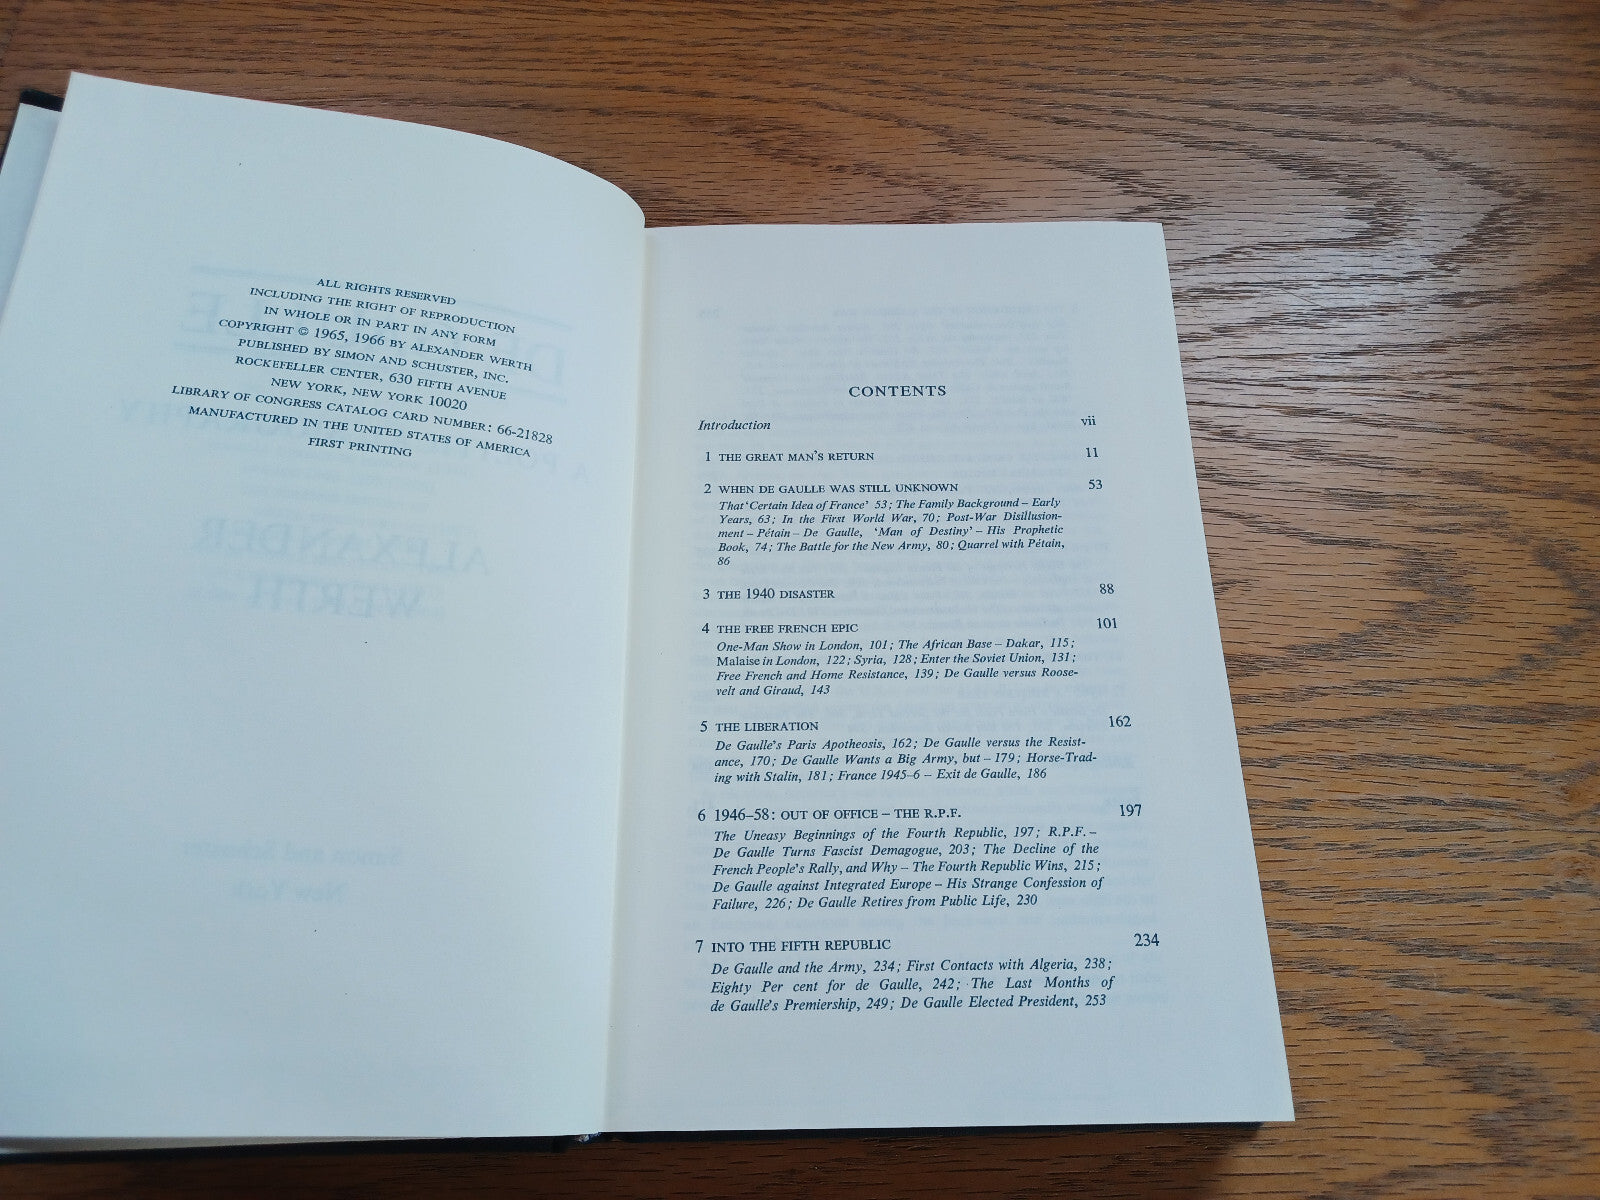 ALL RIGHTS RESERVED
INCLUDING THE RIGHT OF REPRODUCTION
IN WHOLE OR IN PART IN ANY FORM
COPYRIGHT © 1965, 1966 BY ALEXANDER WERTH
PUBLISHED BY SIMON AND SCHUSTER, INC.
ROCKEFELLER CENTER, 630 FIFTH AVENUE
NEW YORK, NEW YORK 10020
LIBRARY OF CONGRESS CATALOG CARD NUMBER: 66-21828
MANUFACTURED IN THE UNITED STATES OF AMERICA
FIRST PRINTING
CONTENTS
Introduction vii
1 THE GREAT MAN'S RETURN 11
2 WHEN DE GAULLE WAS STILL UNKNOWN 53
That 'Certain Idea of France' 53; The Family Background – Early
Years, 63; In the First World War, 70; Post-War Disillusion-
ment – Pétain – De Gaulle, 'Man of Destiny' – His Prophetic
Book, 74; The Battle for the New Army, 80; Quarrel with Pétain,
86
3 THE 1940 DISASTER 88
4 THE FREE FRENCH EPIC 101
One-Man Show in London, 101; The African Base – Dakar, 115;
Malaise in London, 122; Syria, 128; Enter the Soviet Union, 131;
Free French and Home Resistance, 139; De Gaulle versus Roose-
velt and Giraud, 143
5 THE LIBERATION 162
De Gaulle's Paris Apotheosis, 162; De Gaulle versus the Resist-
ance, 170; De Gaulle Wants a Big Army, but – 179; Horse-Trad-
ing with Stalin, 181; France 1945–6 – Exit de Gaulle, 186
6 1946–58: OUT OF OFFICE – THE R.P.F. 197
The Uneasy Beginnings of the Fourth Republic, 197; R.P.F. –
De Gaulle Turns Fascist Demagogue, 203; The Decline of the
French People's Rally, and Why – The Fourth Republic Wins, 215;
De Gaulle against Integrated Europe – His Strange Confession of
Failure, 226; De Gaulle Retires from Public Life, 230
7 INTO THE FIFTH REPUBLIC 234
De Gaulle and the Army, 234; First Contacts with Algeria, 238;
Eighty Per cent for de Gaulle, 242; The Last Months of
de Gaulle's Premiership, 249; De Gaulle Elected President, 253